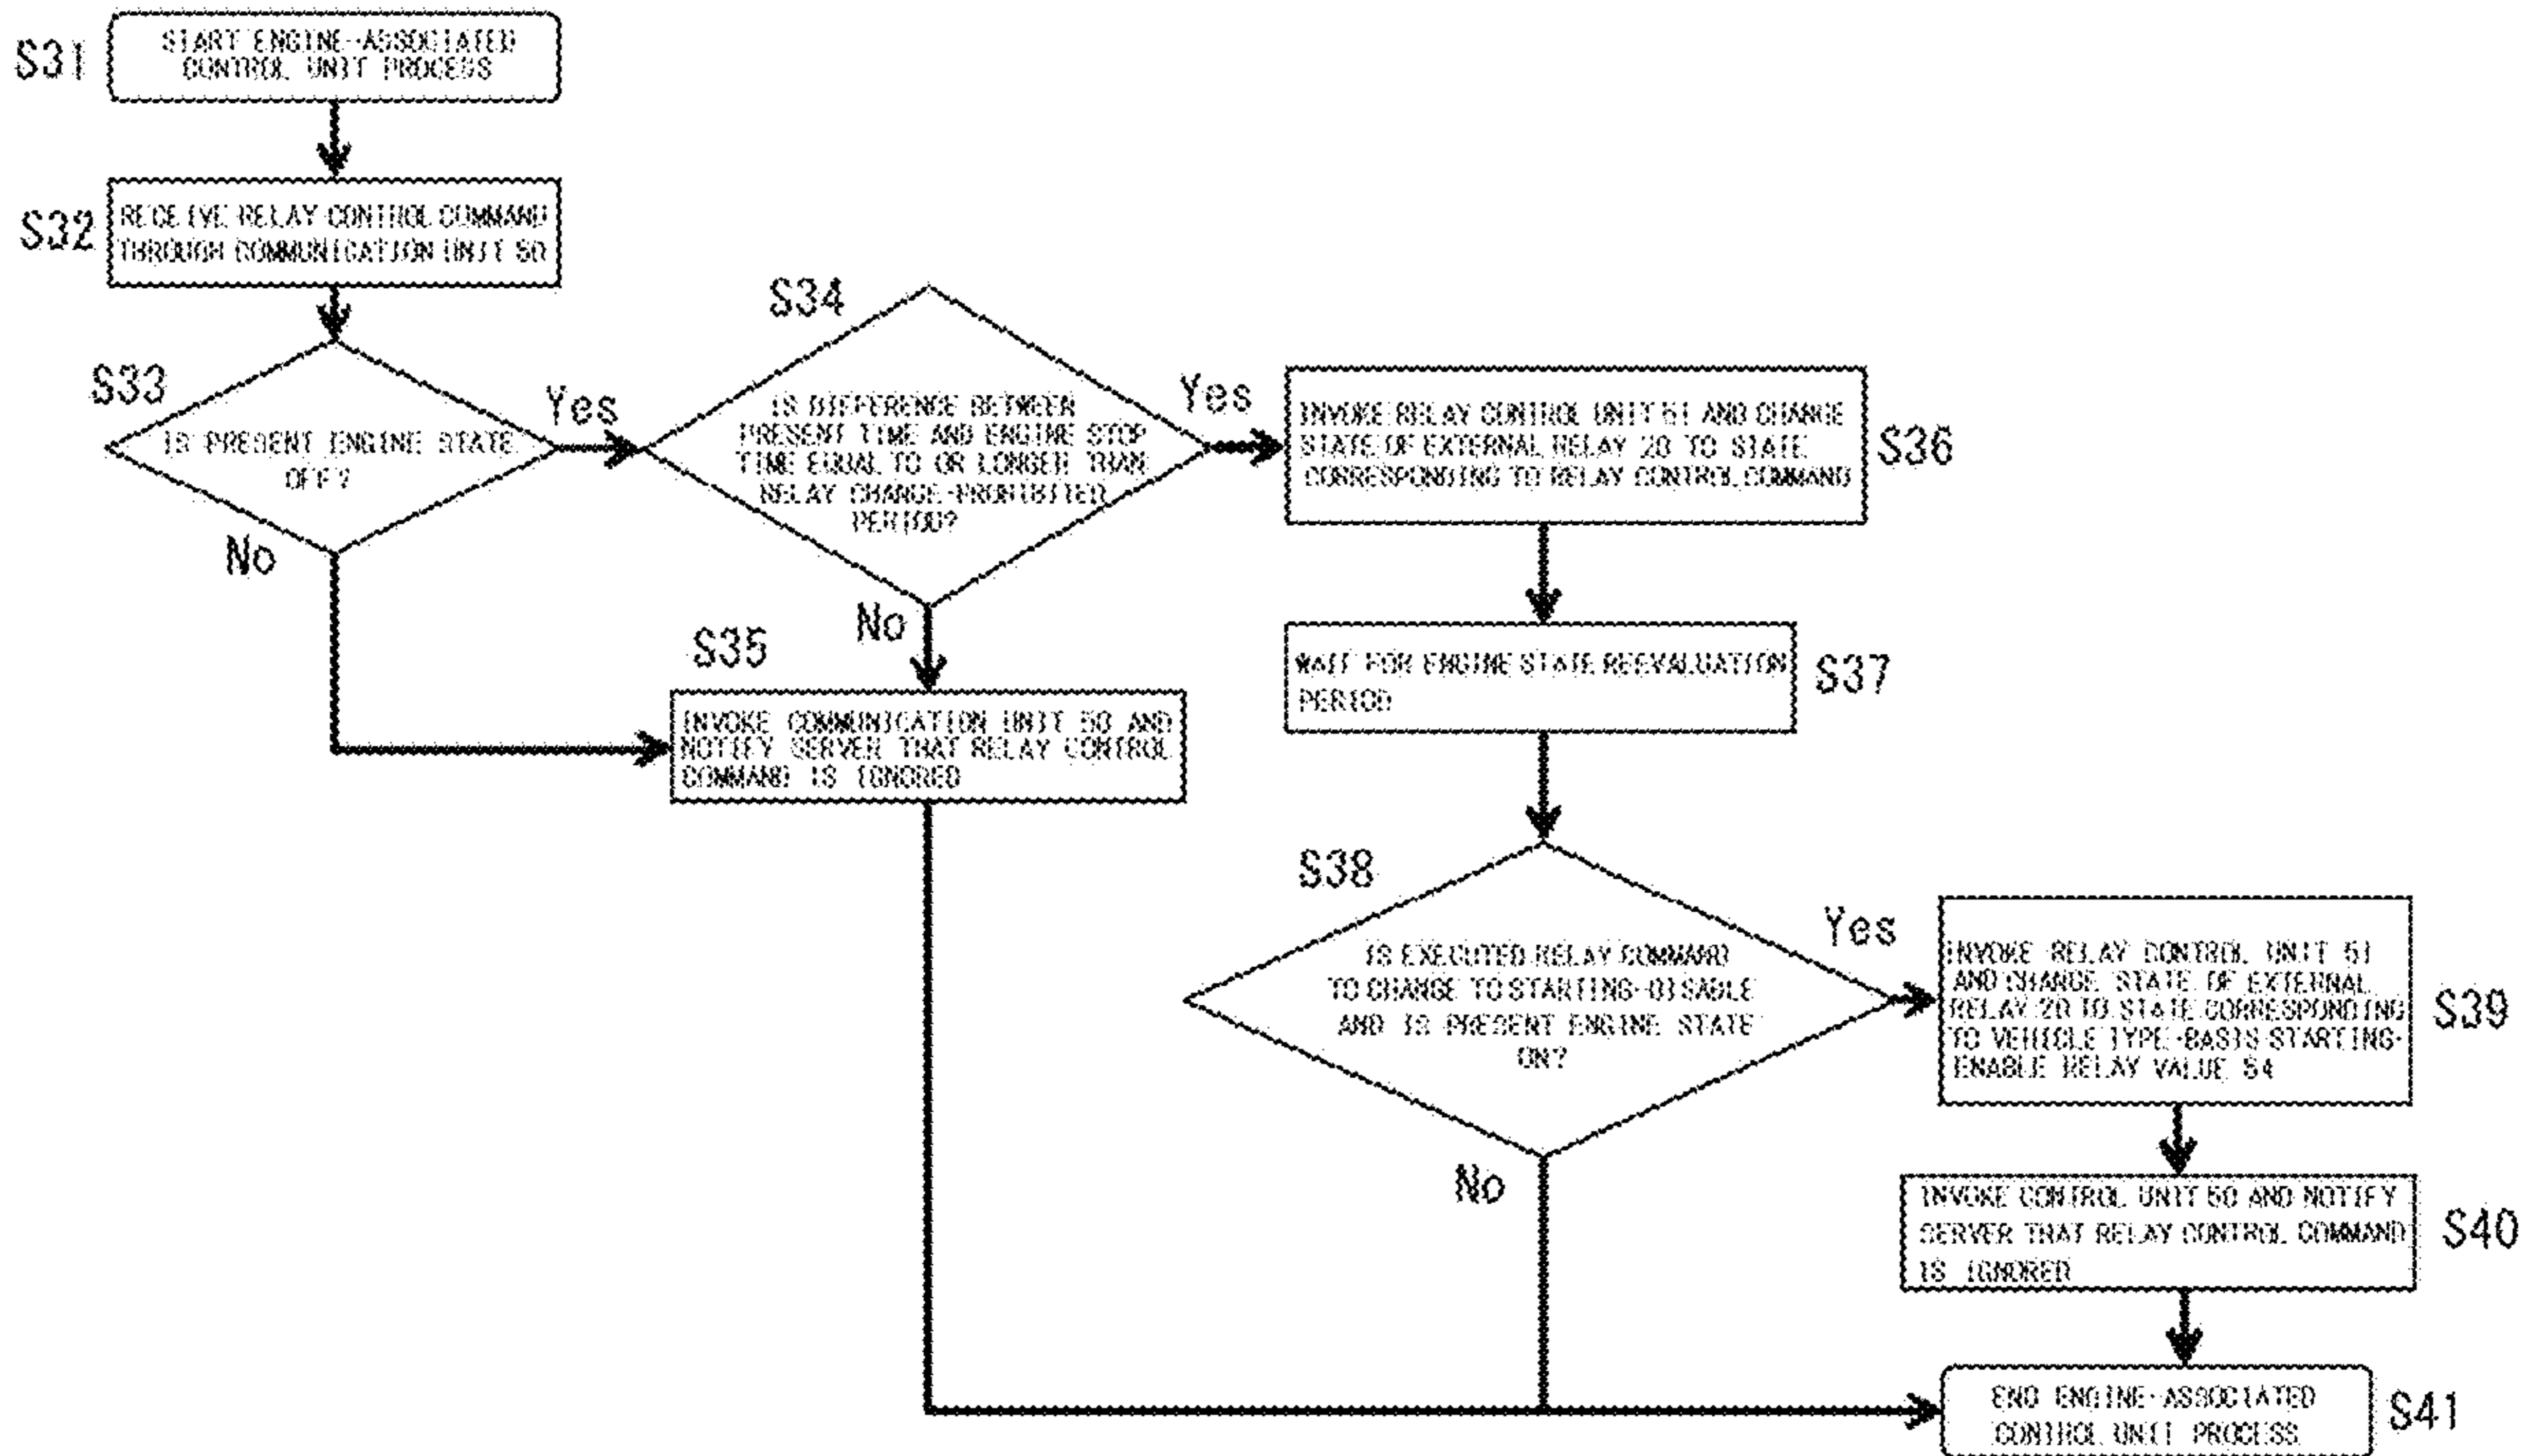 S31
START ENGINE-ASSOCIATED
CONTROL UNIT PROCESS
S32
RECEIVE RELAY CONTROL COMMAND
THROUGH COMMUNICATION UNIT 50
S33
IS PRESENT ENGINE STATE
OFF?
Yes
No
S34
IS DIFFERENCE BETWEEN
PRESENT TIME AND ENGINE STOP
TIME EQUAL TO OR LONGER THAN
RELAY CHANGE-PROHIBITED
PERIOD?
Yes
No
S35
INVOKE COMMUNICATION UNIT 50 AND
NOTIFY SERVER THAT RELAY CONTROL
COMMAND IS IGNORED
INVOKE RELAY CONTROL UNIT 51 AND CHANGE
STATE OF EXTERNAL RELAY 20 TO STATE
CORRESPONDING TO RELAY CONTROL COMMAND
S36
WAIT FOR ENGINE STATE REEVALUATION
PERIOD
S37
S38
IS EXECUTED RELAY COMMAND
TO CHANGE TO STARTING-DISABLE
AND IS PRESENT ENGINE STATE
ON?
Yes
No
INVOKE RELAY CONTROL UNIT 51
AND CHANGE STATE OF EXTERNAL
RELAY 20 TO STATE CORRESPONDING
TO VEHICLE TYPE-BASIS STARTING-
ENABLE RELAY VALUE 54
S39
INVOKE CONTROL UNIT 50 AND NOTIFY
SERVER THAT RELAY CONTROL COMMAND
IS IGNORED
S40
END ENGINE-ASSOCIATED
CONTROL UNIT PROCESS
S41